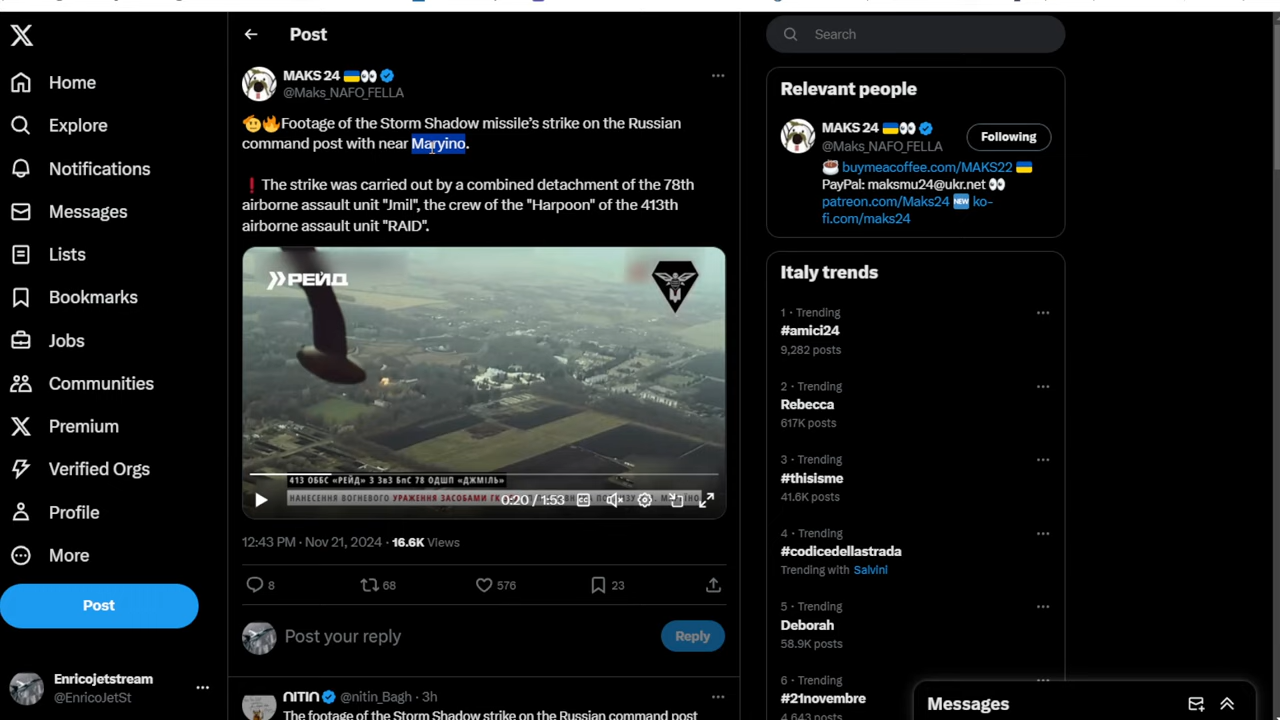 Home
Explore
Notifications
Messages
Lists
Bookmarks
Jobs
Communities
Premium
Verified Orgs
Profile
More
Post
Enricojetstream
@EnricoJetSt
Post
MAKS 24
@Maks_NAFO_FELLA
Footage of the Storm Shadow missile's strike on the Russian
command post with near Maryino.
The strike was carried out by a combined detachment of the 78th
airborne assault unit "Jmil", the crew of the "Harpoon" of the 413th
airborne assault unit "RAID".
РЕЙД
413 ОББС «РЕЙД» З ЗвЗ БпС 78 ОДШП «ДЖМІЛЬ»
НАНЕСЕННЯ ВОГНЕВОГО УРАЖЕННЯ ЗАСОБАМИ
0:20 / 1:53
12:43 PM · Nov 21, 2024 · 16.6K Views
8
68
576
23
Post your reply
Reply
NITIN @nitin_Bagh · 3h
The footage of the Storm Shadow strike on the Russian command post
Search
Relevant people
MAKS 24
@Maks_NAFO_FELLA
Following
buymeacoffee.com/MAKS22
PayPal: maksmu24@ukr.net
patreon.com/Maks24 NEW ko-
fi.com/maks24
Italy trends
1 · Trending
#amici24
9,282 posts
2 · Trending
Rebecca
617K posts
3 · Trending
#thisisme
41.6K posts
4 · Trending
#codicedellastrada
Trending with Salvini
5 · Trending
Deborah
58.9K posts
6 · Trending
#21novembre
4,643 posts
Messages